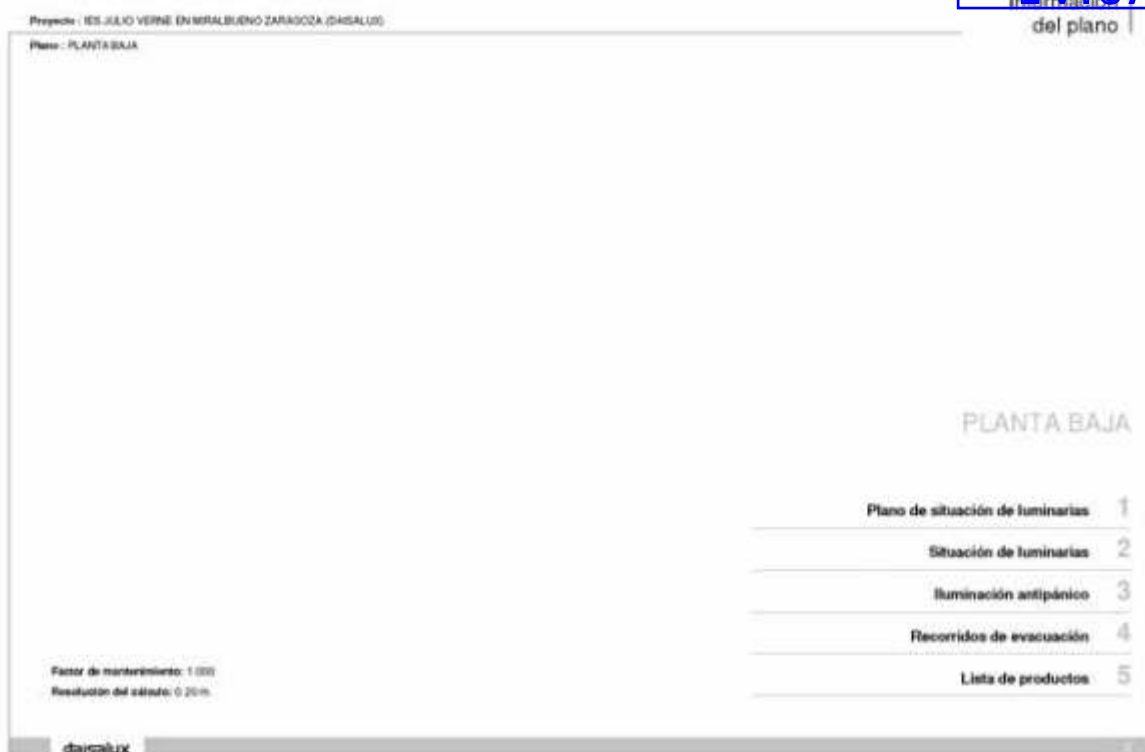 Proyecto : IES JULIO VERNE EN MIRALBUENO ZARAGOZA (DAISALUX)
del plano
Plano : PLANTA BAJA
PLANTA BAJA
Plano de situación de luminarias 1
Situación de luminarias 2
Iluminación antipánico 3
Recorridos de evacuación 4
Lista de productos 5
Factor de mantenimiento: 1.000
Resolución del cálculo: 0.20 m.
daisalux